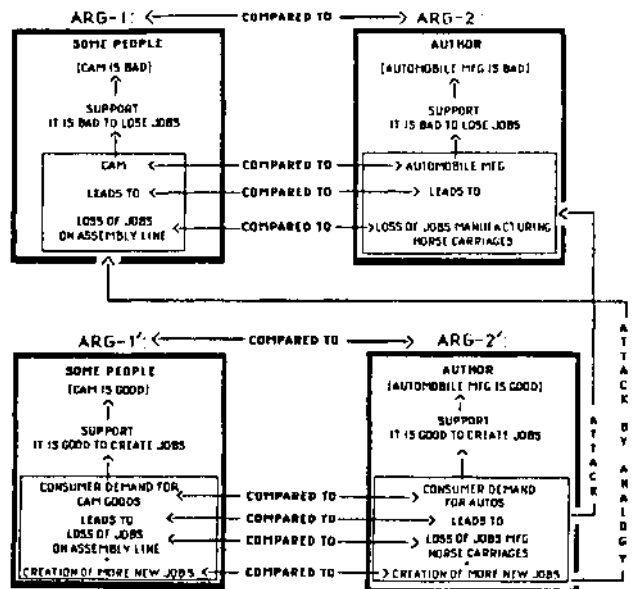 ARG-1: COMPARED TO ARG-2:
SOME PEOPLE
[CAM IS BAD]
SUPPORT
IT IS BAD TO LOSE JOBS
CAM
LEADS TO
LOSS OF JOBS
ON ASSEMBLY LINE
COMPARED TO
COMPARED TO
COMPARED TO
AUTHOR
[AUTOMOBILE MFG IS BAD]
SUPPORT
IT IS BAD TO LOSE JOBS
AUTOMOBILE MFG
LEADS TO
LOSS OF JOBS MANUFACTURING
HORSE CARRIAGES
ARG-1': COMPARED TO ARG-2':
SOME PEOPLE
[CAM IS GOOD]
SUPPORT
IT IS GOOD TO CREATE JOBS
CONSUMER DEMAND FOR
CAM GOODS
LEADS TO
LOSS OF JOBS
ON ASSEMBLY LINE
+
CREATION OF MORE NEW JOBS
COMPARED TO
COMPARED TO
COMPARED TO
COMPARED TO
AUTHOR
[AUTOMOBILE MFG IS GOOD]
SUPPORT
IT IS GOOD TO CREATE JOBS
CONSUMER DEMAND
FOR AUTOS
LEADS TO
LOSS OF JOBS MFG
HORSE CARRIAGES
+
CREATION OF MORE NEW JOBS
ATTACK
ATTACK BY ANALOGY